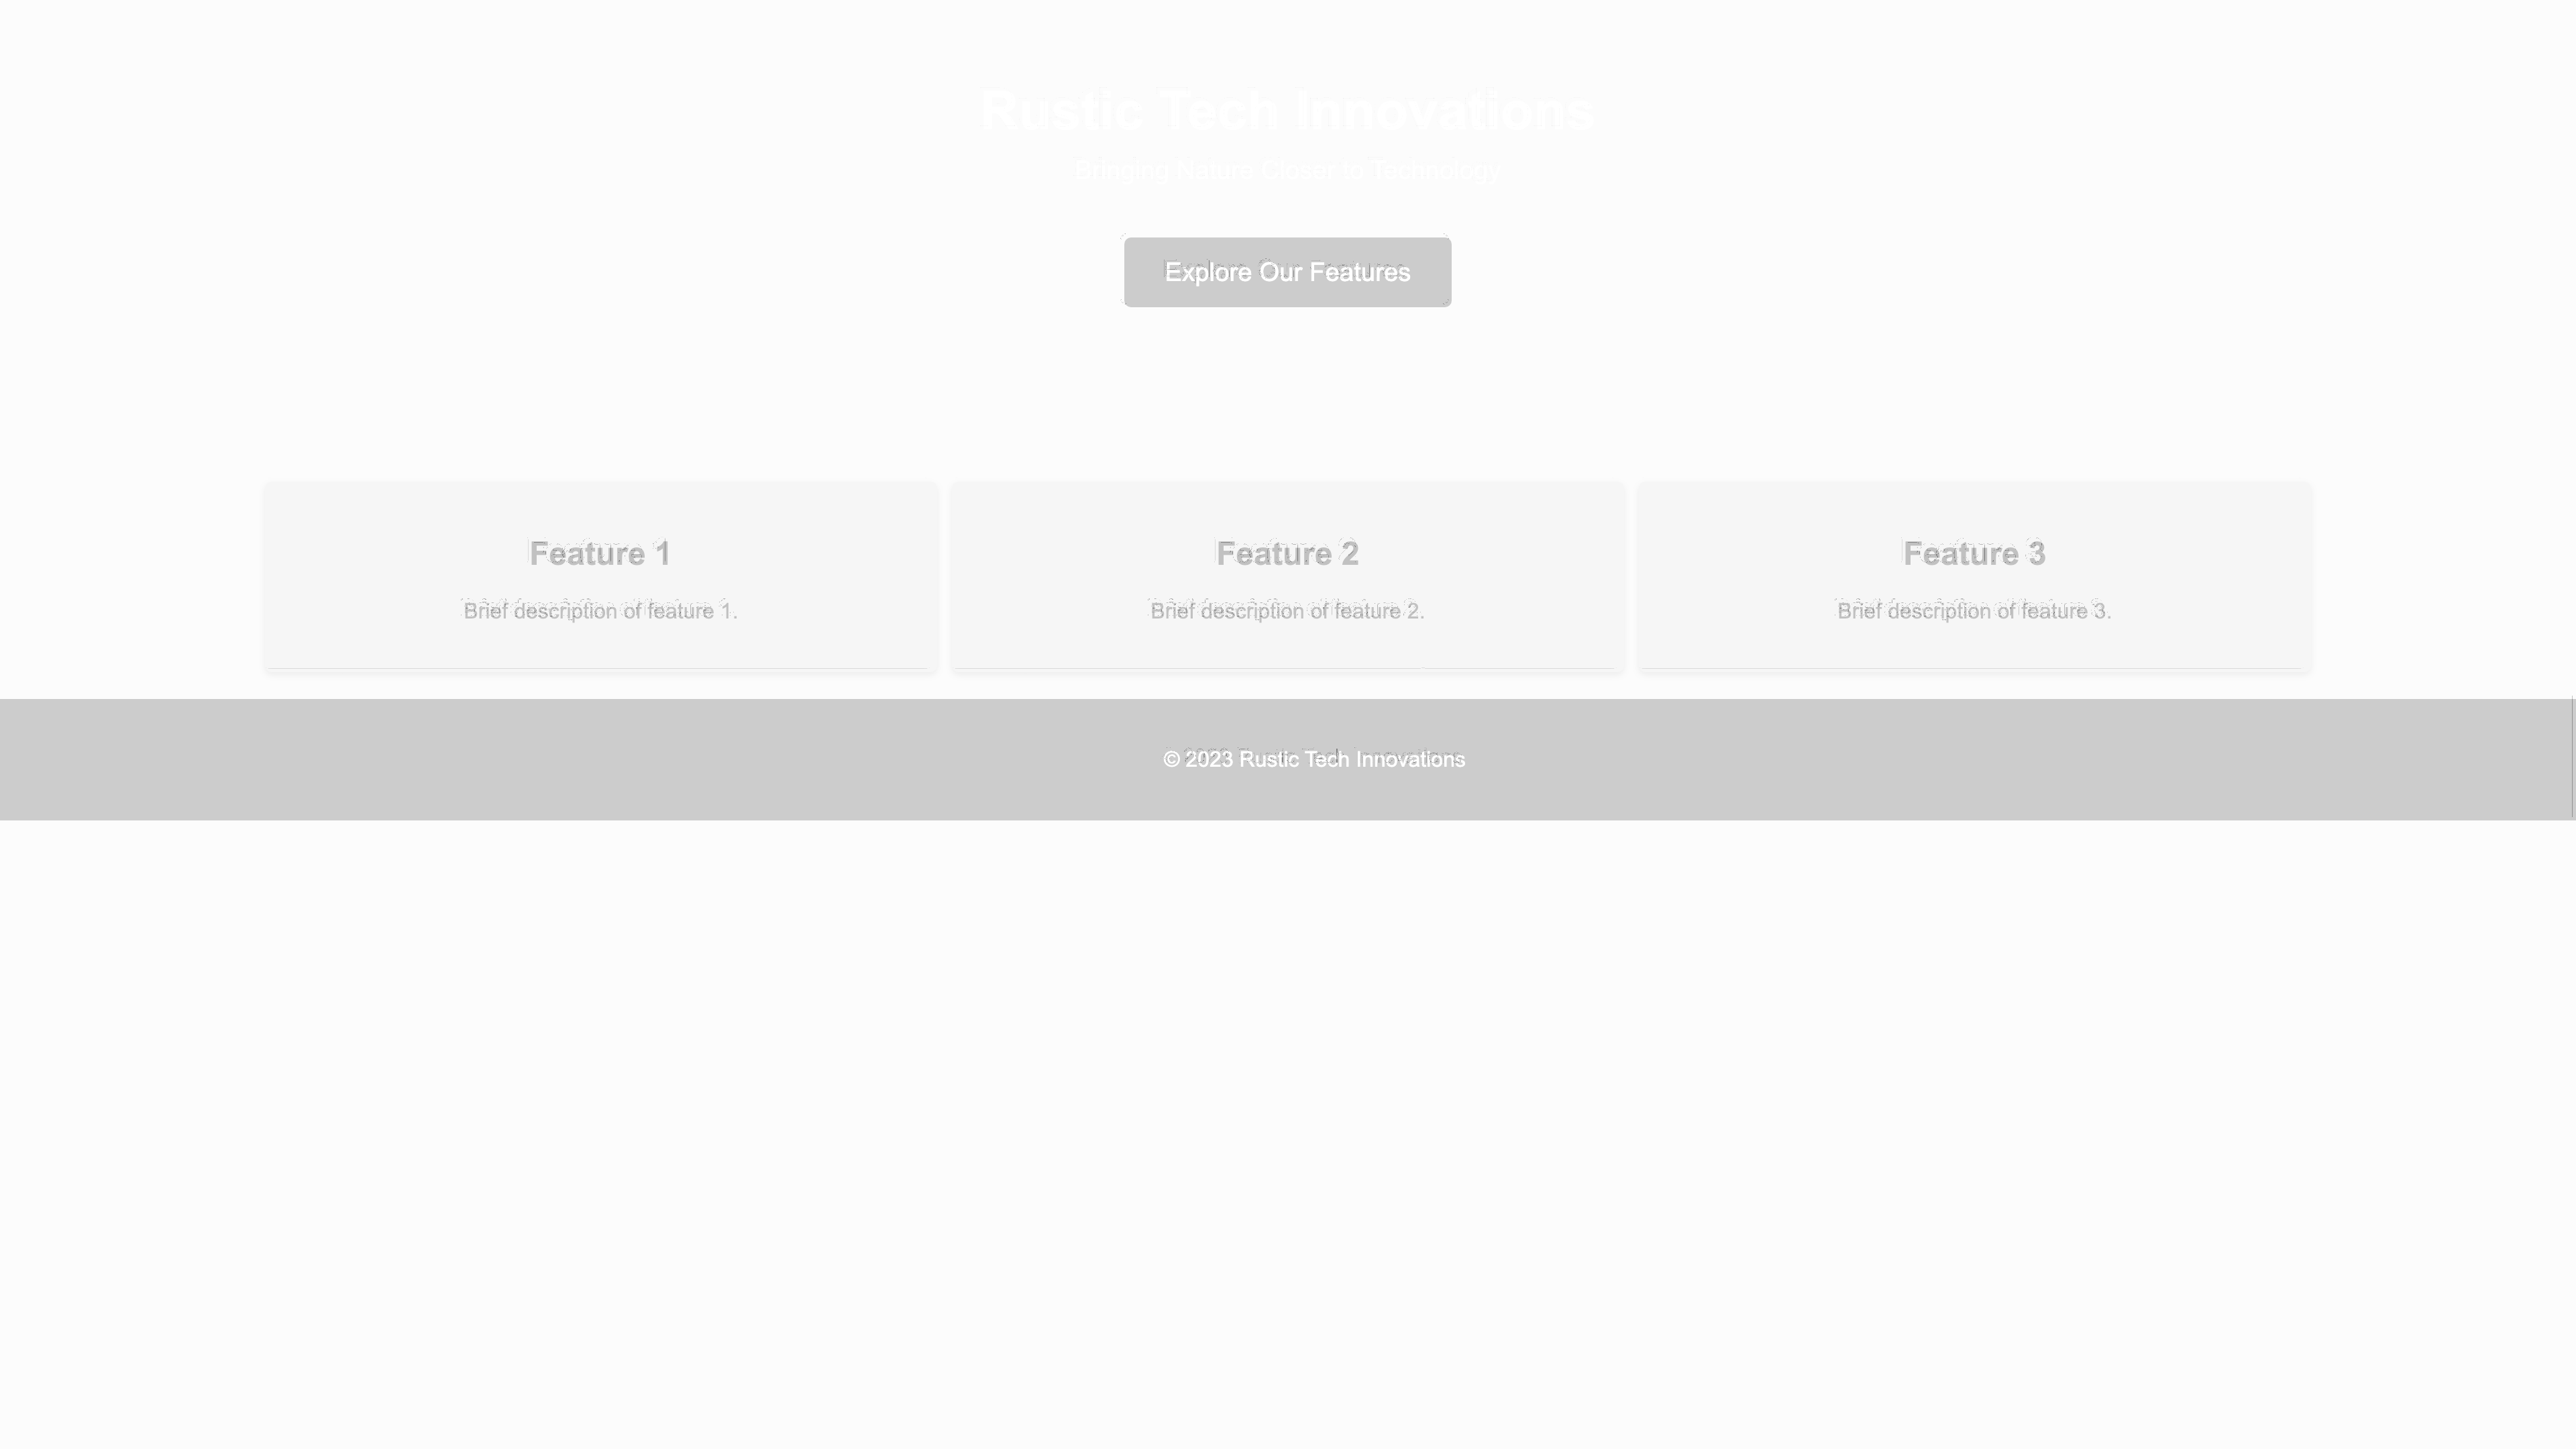 Rustic Tech Innovations
Bringing Nature Closer to Technology
Explore Our Features
Feature 1
Feature 2
Feature 3
Brief description of feature 1.
Brief description of feature 2.
Brief description of feature 3.
© 2023 Rustic Tech Innovations